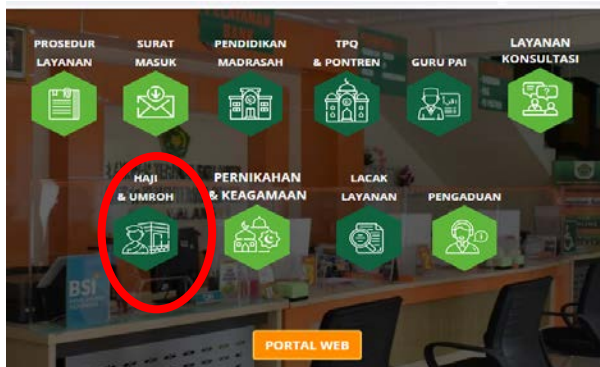 PROSEDUR
LAYANAN
SURAT
MASUK
PENDIDIKAN
MADRASAH
TPQ
& PONTREN
GURU PAI
LAYANAN
KONSULTASI
HAJI
& UMROH
PERNIKAHAN
& KEAGAMAAN
LACAK
LAYANAN
PENGADUAN
BSI
PORTAL WEB